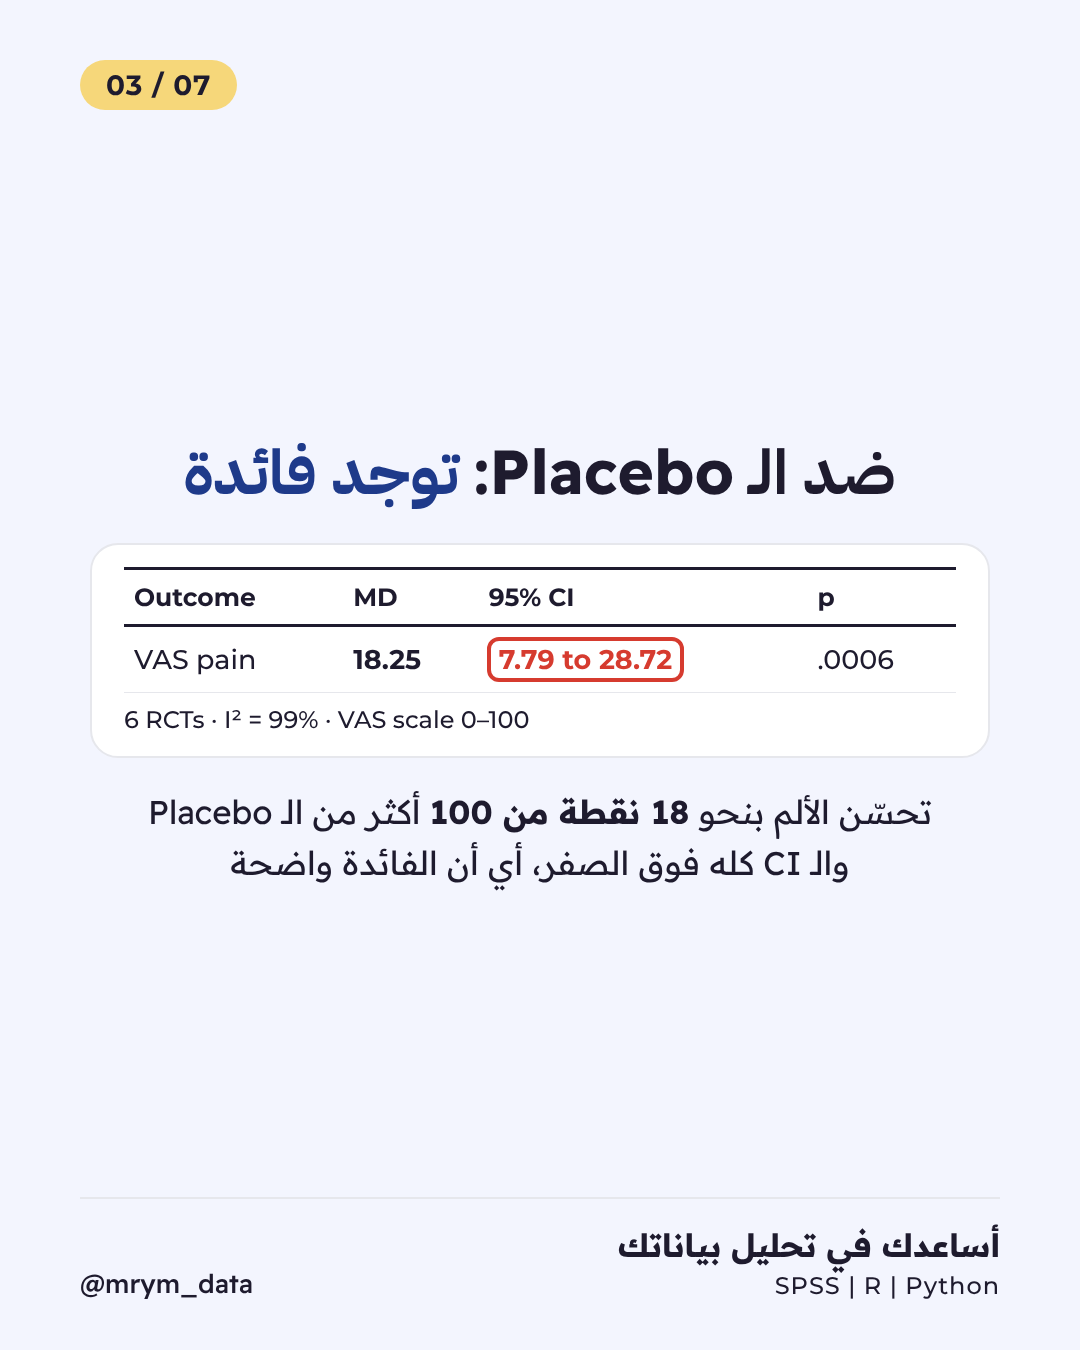 03 / 07
ضد الـ Placebo: توجد فائدة
Outcome MD 95% CI p
VAS pain 18.25 7.79 to 28.72 .0006
6 RCTs · I² = 99% · VAS scale 0–100
تحسّن الألم بنحو 18 نقطة من 100 أكثر من الـ Placebo
والـ CI كله فوق الصفر، أي أن الفائدة واضحة
أساعدك في تحليل بياناتك
SPSS | R | Python
@mrym_data